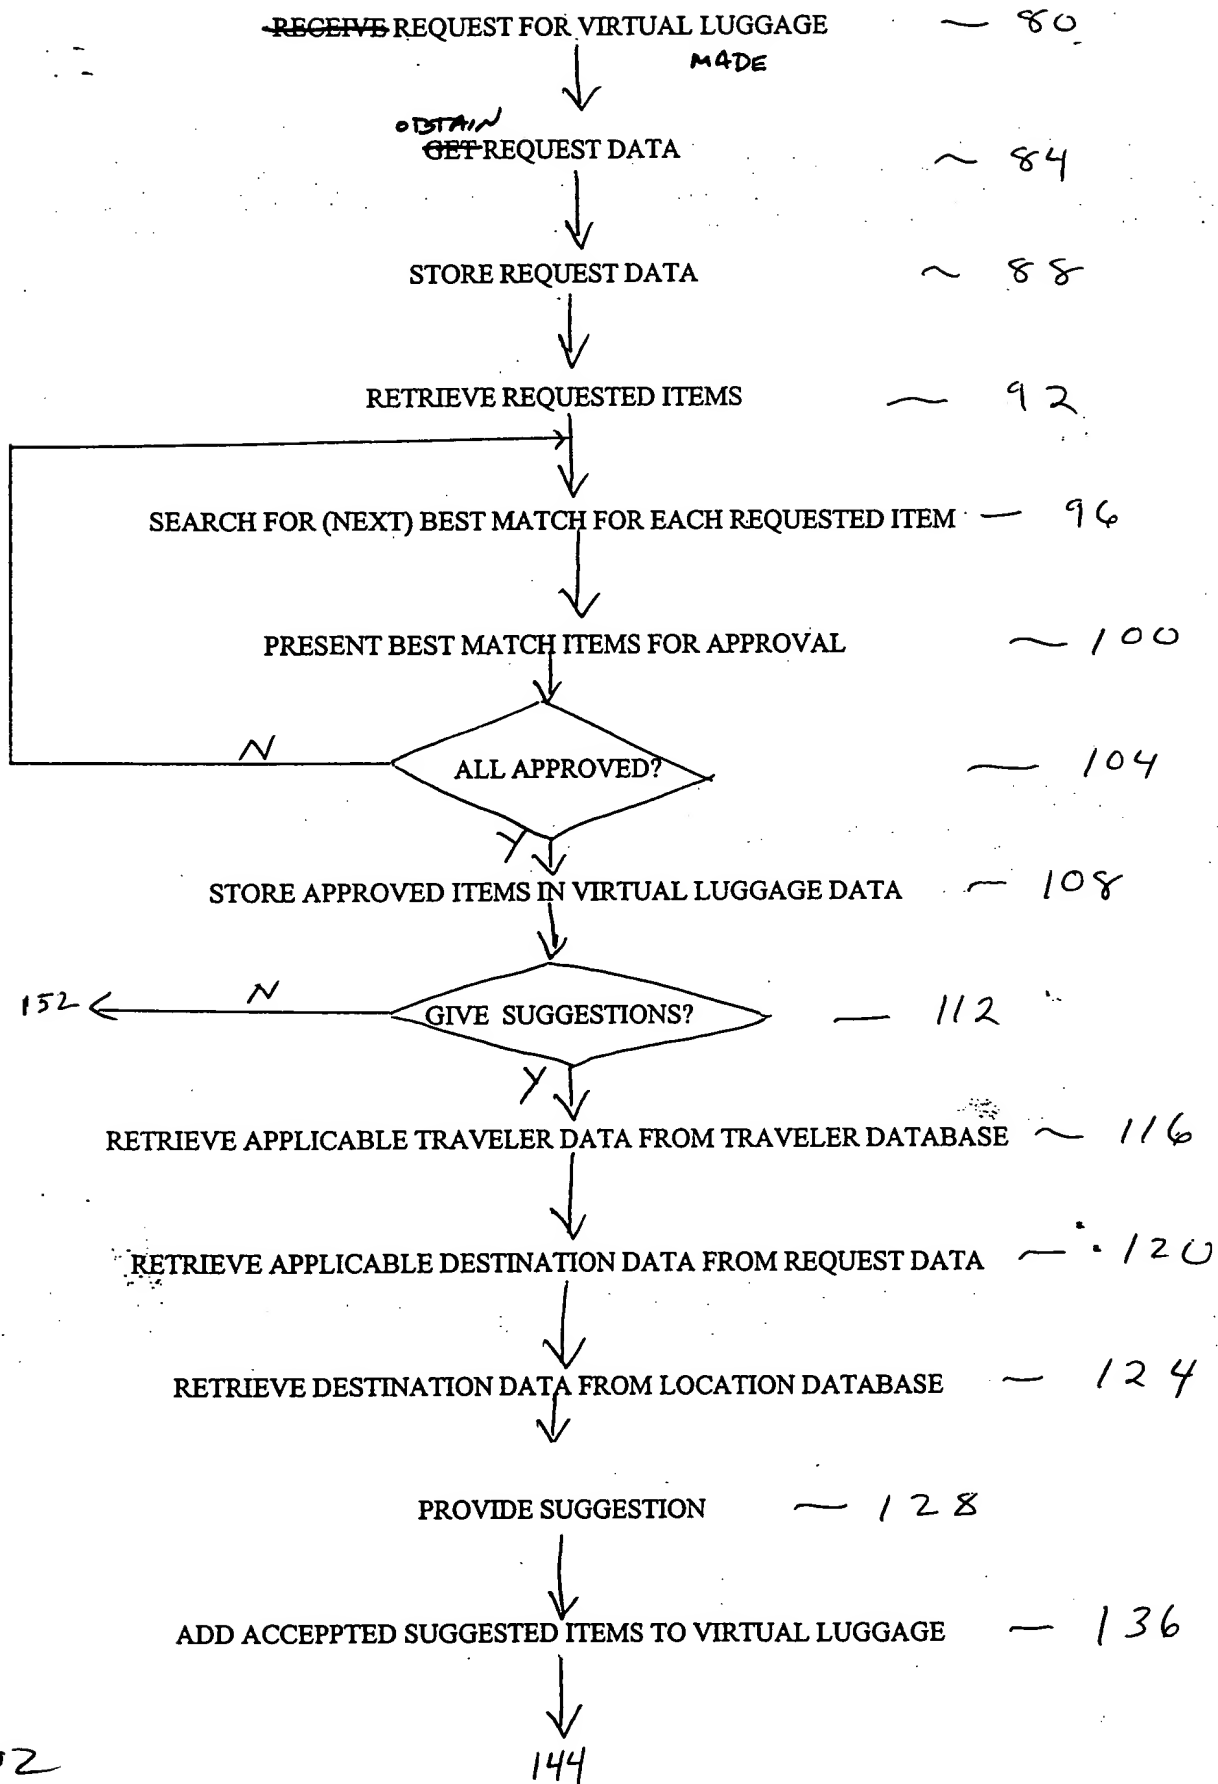 RECEIVE REQUEST FOR VIRTUAL LUGGAGE ~ 80
MADE
OBTAIN
GET REQUEST DATA ~ 84
STORE REQUEST DATA ~ 88
RETRIEVE REQUESTED ITEMS ~ 92
SEARCH FOR (NEXT) BEST MATCH FOR EACH REQUESTED ITEM — 96
PRESENT BEST MATCH ITEMS FOR APPROVAL ~ 100
N
ALL APPROVED? ~ 104
Y
STORE APPROVED ITEMS IN VIRTUAL LUGGAGE DATA ~ 108
152 N
GIVE SUGGESTIONS? — 112
Y
RETRIEVE APPLICABLE TRAVELER DATA FROM TRAVELER DATABASE ~ 116
RETRIEVE APPLICABLE DESTINATION DATA FROM REQUEST DATA ~ 120
RETRIEVE DESTINATION DATA FROM LOCATION DATABASE ~ 124
PROVIDE SUGGESTION ~ 128
ADD ACCEPPTED SUGGESTED ITEMS TO VIRTUAL LUGGAGE ~ 136
144